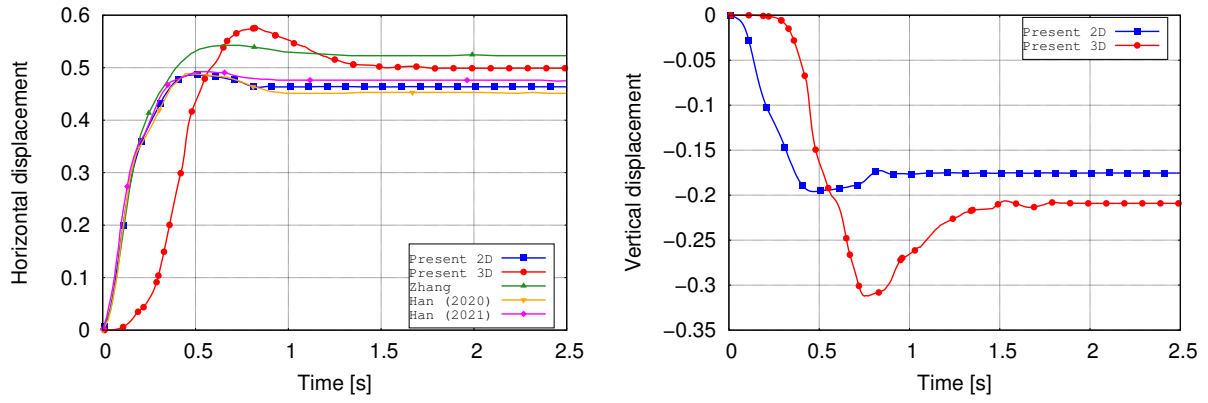 0.6
0.5
0.4
0.3
0.2
0.1
0
Horizontal displacement
Present 2D
Present 3D
Zhang
Han (2020)
Han (2021)
0 0.5 1 1.5 2 2.5
Time [s]
0
−0.05
−0.1
−0.15
−0.2
−0.25
−0.3
−0.35
Vertical displacement
Present 2D
Present 3D
0 0.5 1 1.5 2 2.5
Time [s]